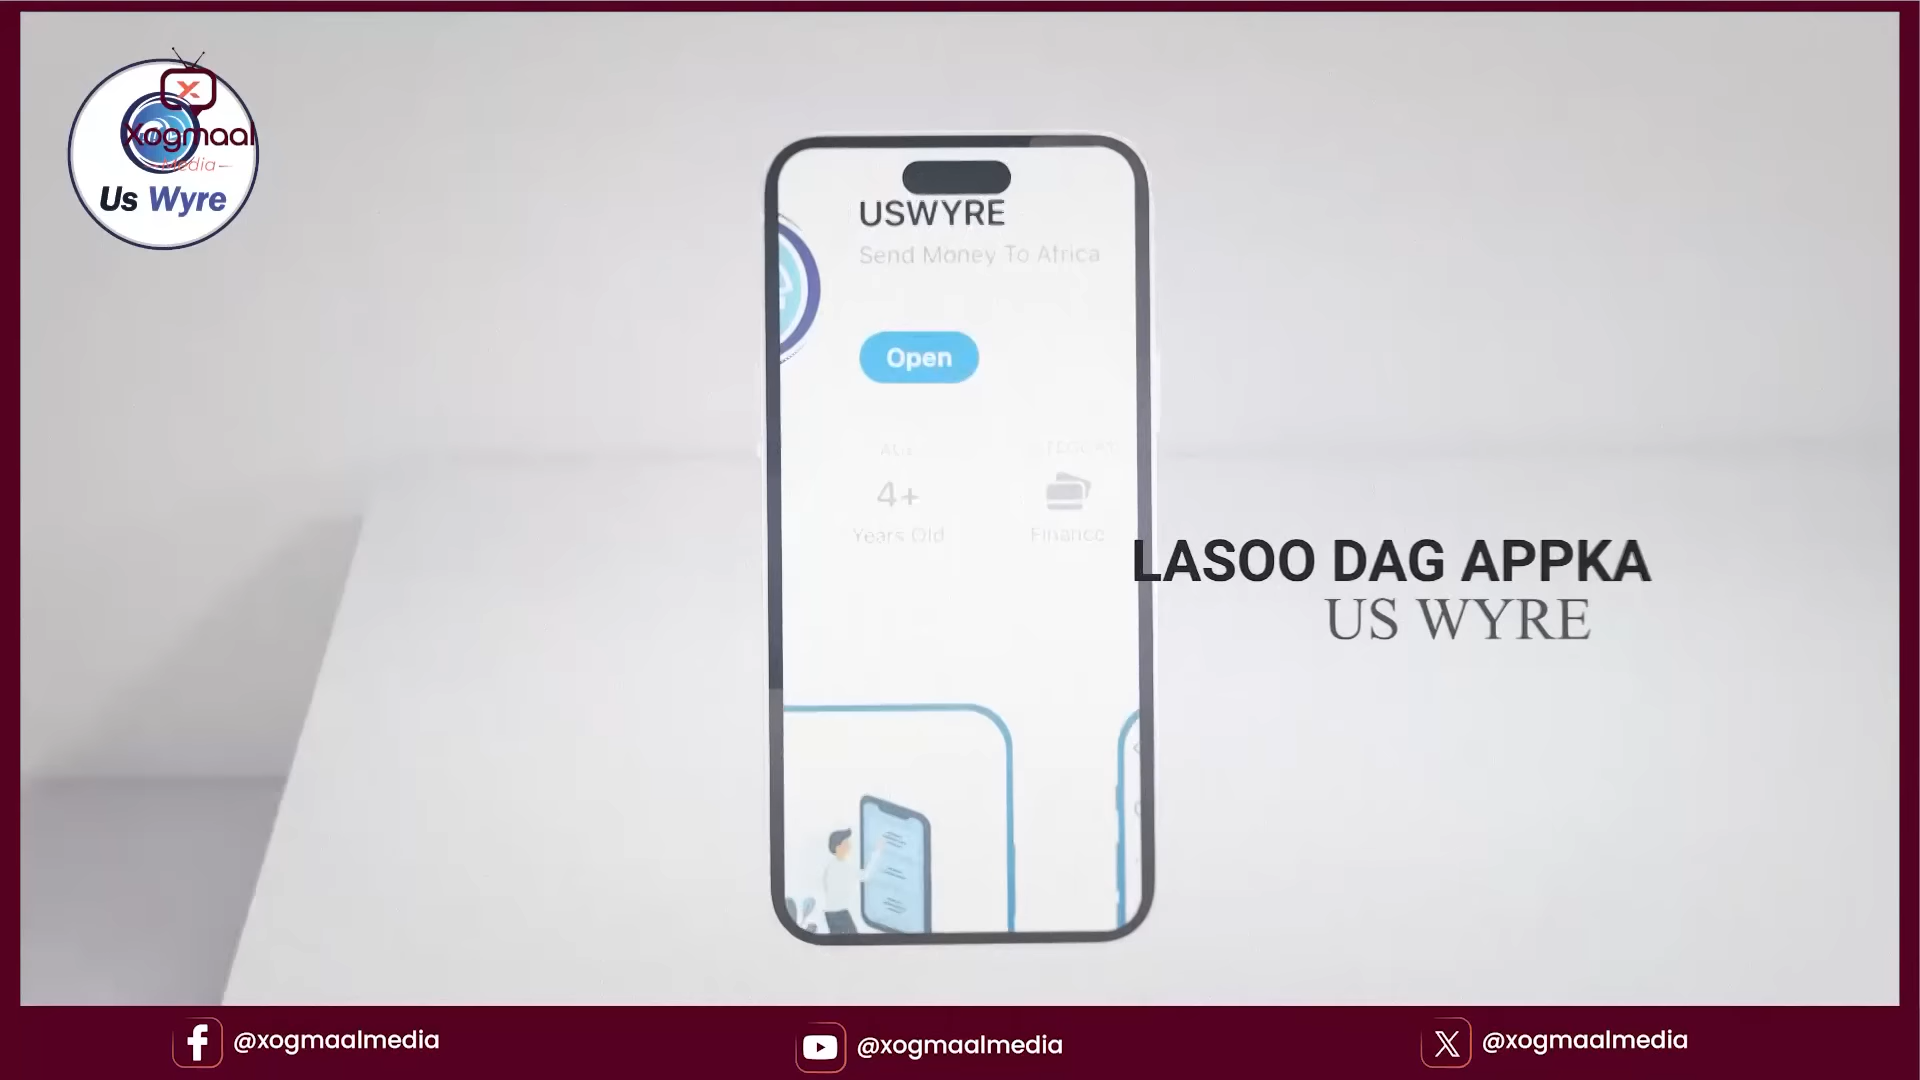 Xogmaal
Media
Us Wyre
USWYRE
Send Money To Africa
Open
AGE
4+
Years Old
Finance
LASOO DAG APPKA
US WYRE
@xogmaalmedia
@xogmaalmedia
@xogmaalmedia